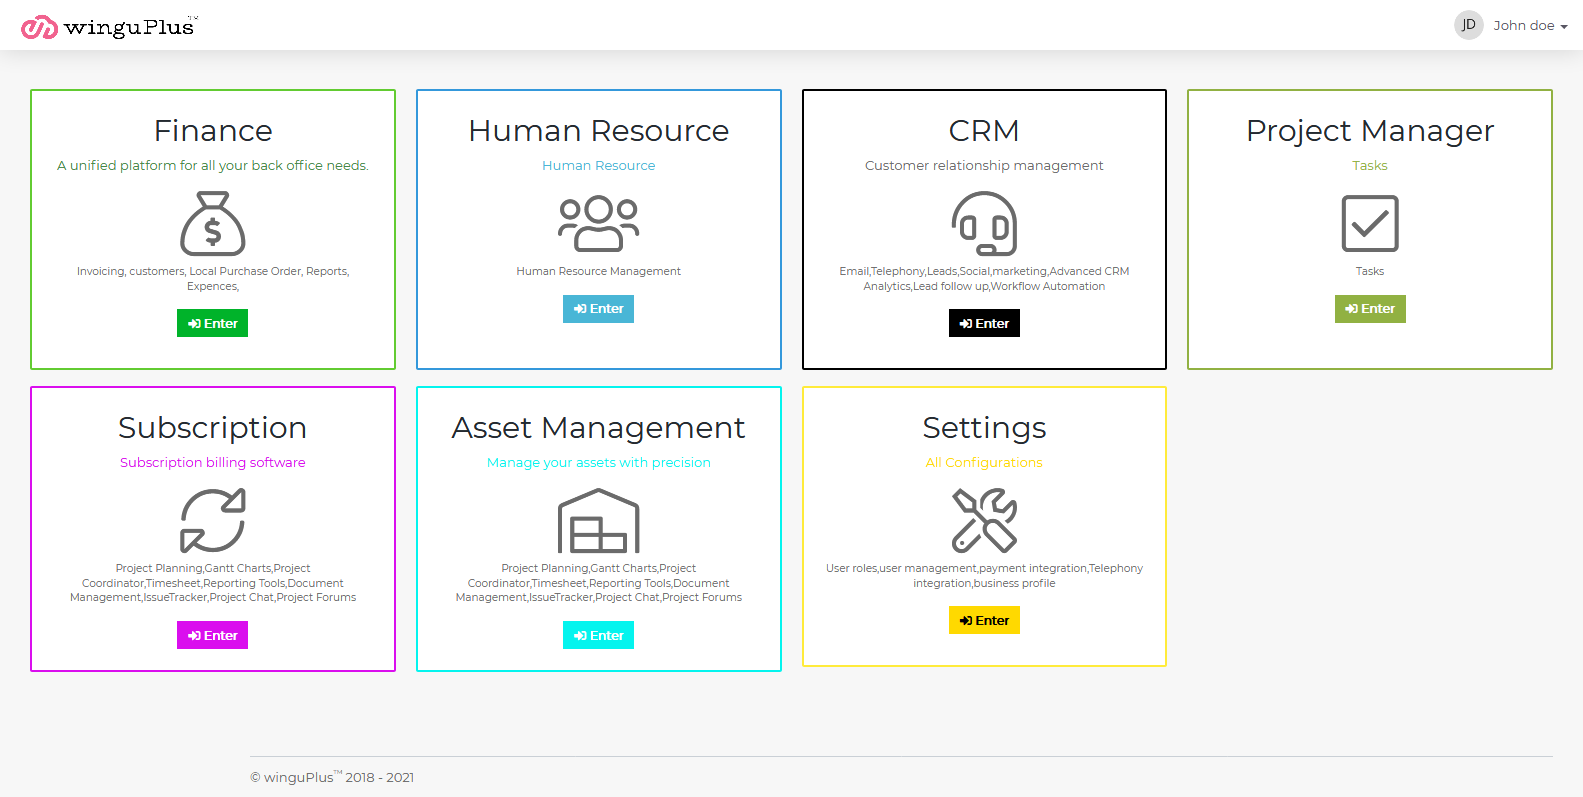 winguPlus™
JD John doe
Finance
A unified platform for all your back office needs.
$
Invoicing, customers, Local Purchase Order, Reports,
Expences,
Enter
Human Resource
Human Resource
Human Resource Management
Enter
CRM
Customer relationship management
Email,Telephony,Leads,Social,marketing,Advanced CRM
Analytics,Lead follow up,Workflow Automation
Enter
Project Manager
Tasks
Tasks
Enter
Subscription
Subscription billing software
Project Planning,Gantt Charts,Project
Coordinator,Timesheet,Reporting Tools,Document
Management,IssueTracker,Project Chat,Project Forums
Enter
Asset Management
Manage your assets with precision
Project Planning,Gantt Charts,Project
Coordinator,Timesheet,Reporting Tools,Document
Management,IssueTracker,Project Chat,Project Forums
Enter
Settings
All Configurations
User roles,user management,payment integration,Telephony
integration,business profile
Enter
© winguPlus™ 2018 - 2021